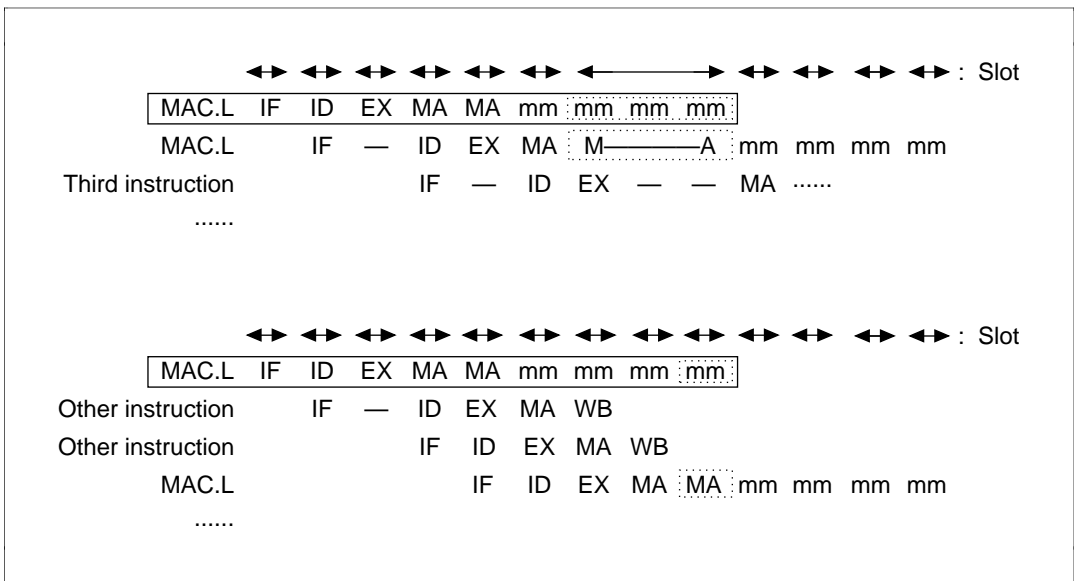 : Slot
MAC.L IF ID EX MA MA mm mm mm mm
MAC.L IF — ID EX MA M————A mm mm mm mm
Third instruction IF — ID EX — — MA ······
······
: Slot
MAC.L IF ID EX MA MA mm mm mm mm
Other instruction IF — ID EX MA WB
Other instruction IF ID EX MA WB
MAC.L IF ID EX MA MA mm mm mm mm
······